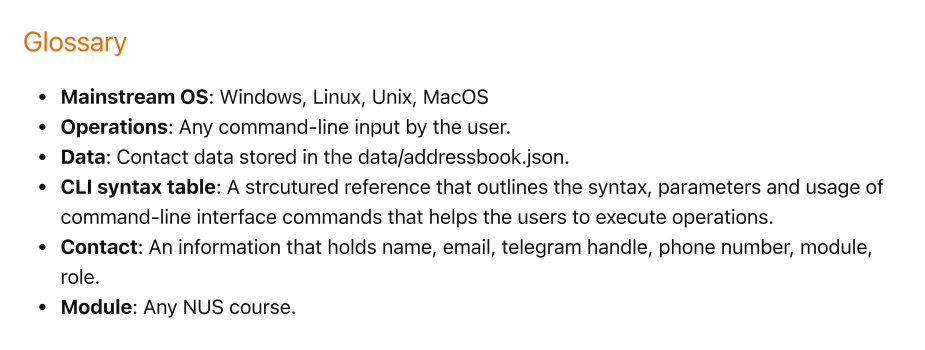 Glossary
• Mainstream OS: Windows, Linux, Unix, MacOS
• Operations: Any command-line input by the user.
• Data: Contact data stored in the data/addressbook.json.
• CLI syntax table: A strcutured reference that outlines the syntax, parameters and usage of
command-line interface commands that helps the users to execute operations.
• Contact: An information that holds name, email, telegram handle, phone number, module,
role.
• Module: Any NUS course.